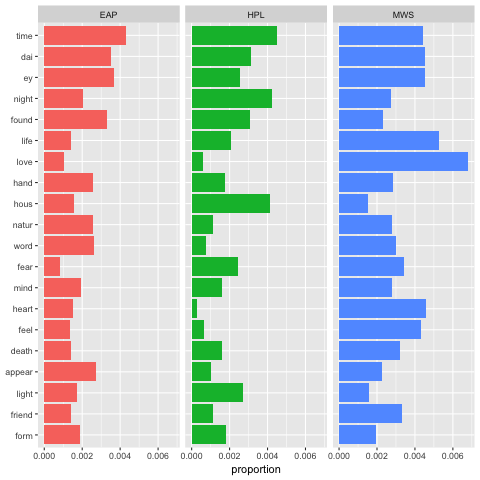 EAP HPL MWS
time
dai
ey
night
found
life
love
hand
hous
natur
word
fear
mind
heart
feel
death
appear
light
friend
form
0.000 0.002 0.004 0.006 0.000 0.002 0.004 0.006 0.000 0.002 0.004 0.006
proportion